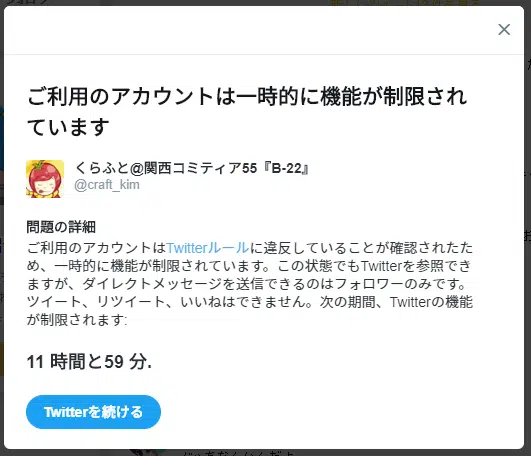 ご利用のアカウントは一時的に機能が制限され
ています
くらふと@関西コミティア55『B-22』
@craft_kim
問題の詳細
ご利用のアカウントはTwitterルールに違反していることが確認されたた
め、一時的に機能が制限されています。この状態でもTwitterを参照でき
ますが、ダイレクトメッセージを送信できるのはフォロワーのみです。
ツイート、リツイート、いいねはできません。次の期間、Twitterの機能
が制限されます:
11 時間と59 分.
Twitterを続ける